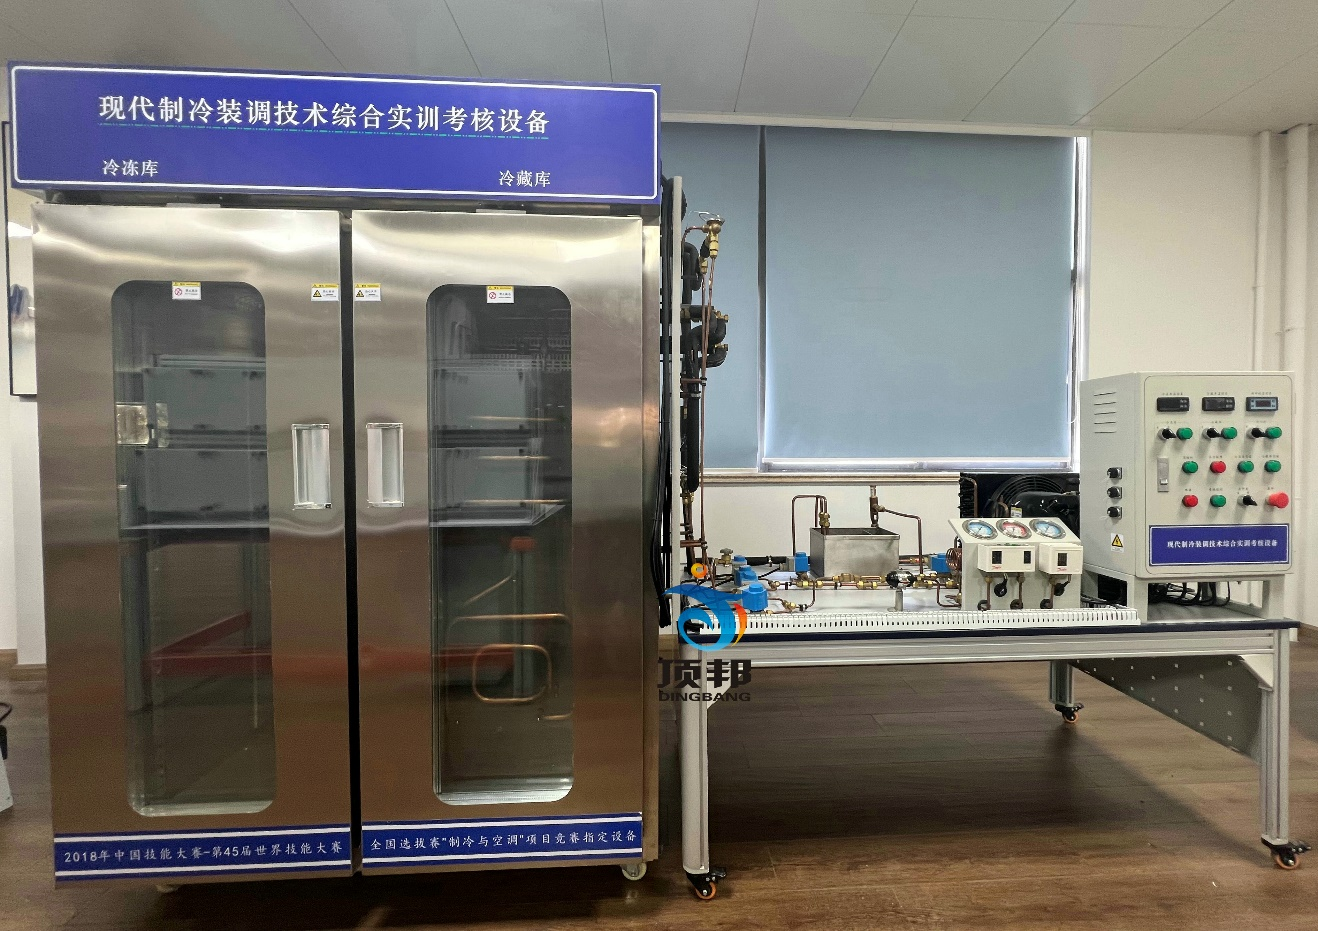 现代制冷装调技术综合实训考核设备
冷冻库
冷藏库
现代制冷装调技术综合实训考核设备
顶邦
DINGBANG
2018年中国技能大赛-第45届世界技能大赛
全国选拔赛"制冷与空调"项目竞赛指定设备